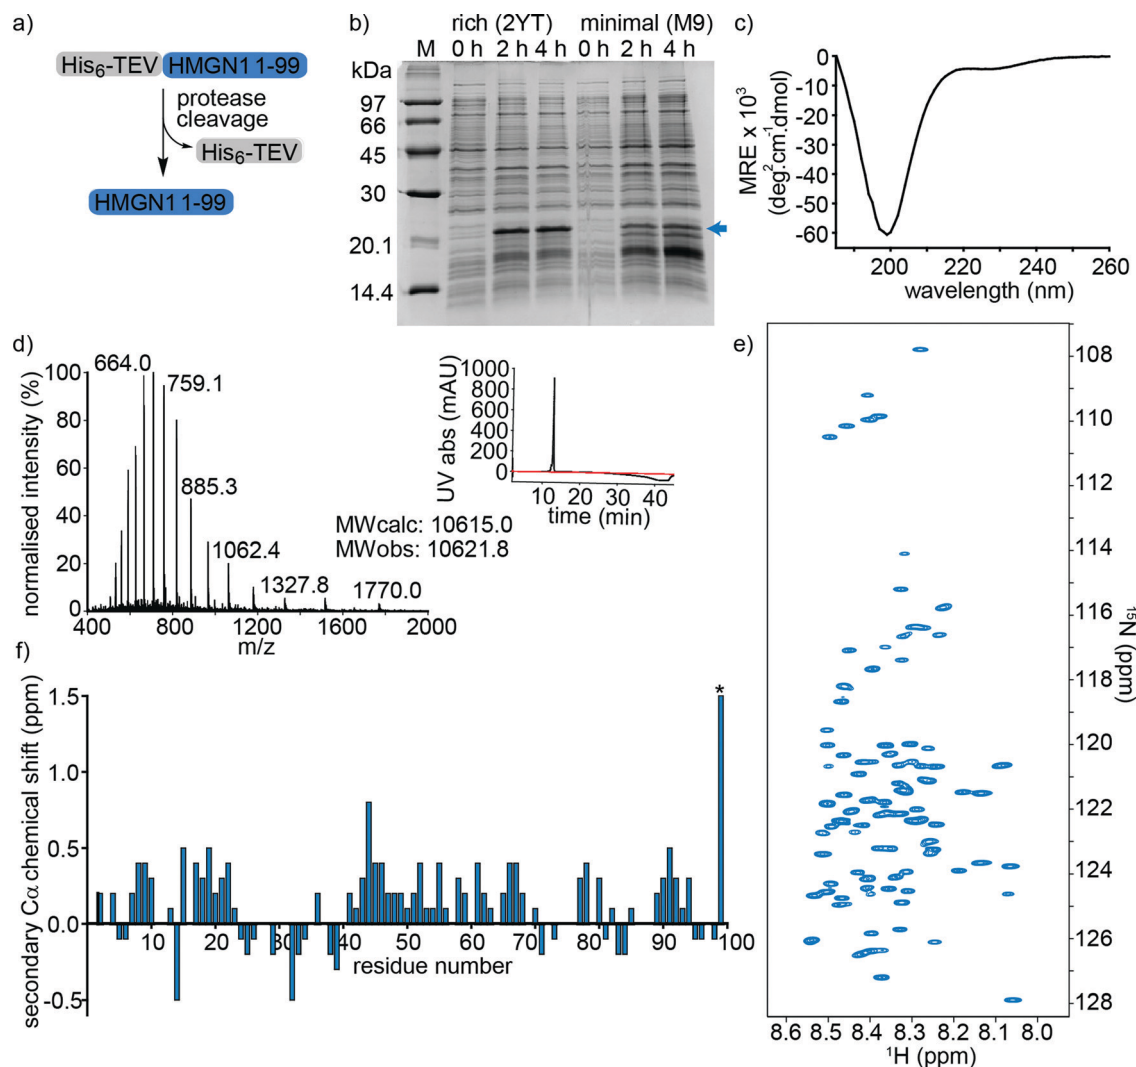 a)
His6-TEV HMGN1 1-99
protease
cleavage
His6-TEV
HMGN1 1-99
b)
rich (2YT) minimal (M9)
M 0 h 2 h 4 h 0 h 2 h 4 h
kDa
97
66
45
30
20.1
14.4
c)
MRE x 10³
(deg².cm⁻¹.dmol)
0
-10
-20
-30
-40
-50
-60
200 220 240 260
wavelength (nm)
d)
normalised intensity (%)
100
80
60
40
20
0
664.0
759.1
885.3
1062.4
1327.8
1770.0
400 800 1200 1600 2000
m/z
MWcalc: 10615.0
MWobs: 10621.8
UV abs (mAU)
1000
800
600
400
200
0
10 20 30 40
time (min)
e)
108
110
112
114
116
118
120
122
124
126
128
¹⁵N (ppm)
8.6 8.5 8.4 8.3 8.2 8.1 8.0
¹H (ppm)
f)
secondary Cα chemical shift (ppm)
1.5
1.0
0.5
0.0
-0.5
*
10 20 30 40 50 60 70 80 90 100
residue number